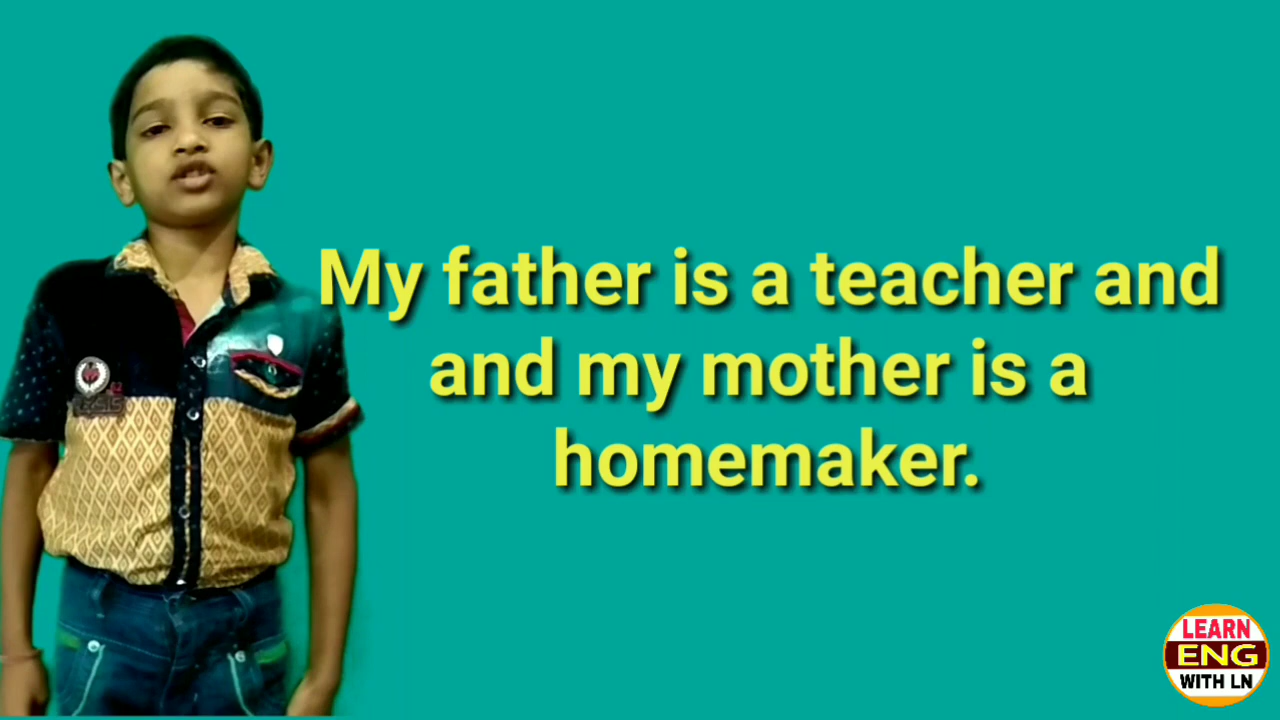 My father is a teacher and
and my mother is a
homemaker.
LEARN
ENG
WITH LN